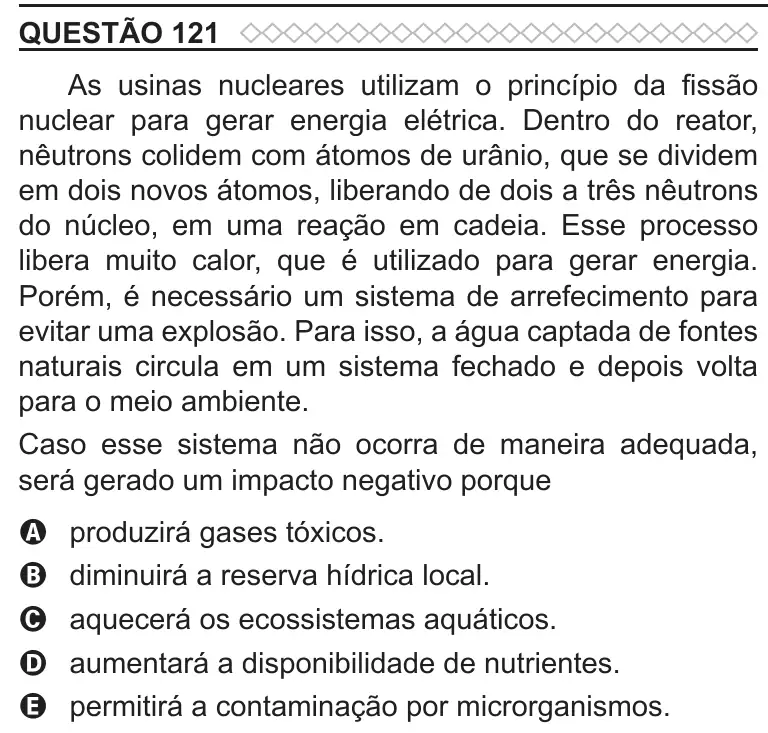 QUESTÃO 121
As usinas nucleares utilizam o princípio da fissão
nuclear para gerar energia elétrica. Dentro do reator,
nêutrons colidem com átomos de urânio, que se dividem
em dois novos átomos, liberando de dois a três nêutrons
do núcleo, em uma reação em cadeia. Esse processo
libera muito calor, que é utilizado para gerar energia.
Porém, é necessário um sistema de arrefecimento para
evitar uma explosão. Para isso, a água captada de fontes
naturais circula em um sistema fechado e depois volta
para o meio ambiente.
Caso esse sistema não ocorra de maneira adequada,
será gerado um impacto negativo porque
A produzirá gases tóxicos.
B diminuirá a reserva hídrica local.
C aquecerá os ecossistemas aquáticos.
D aumentará a disponibilidade de nutrientes.
E permitirá a contaminação por microrganismos.